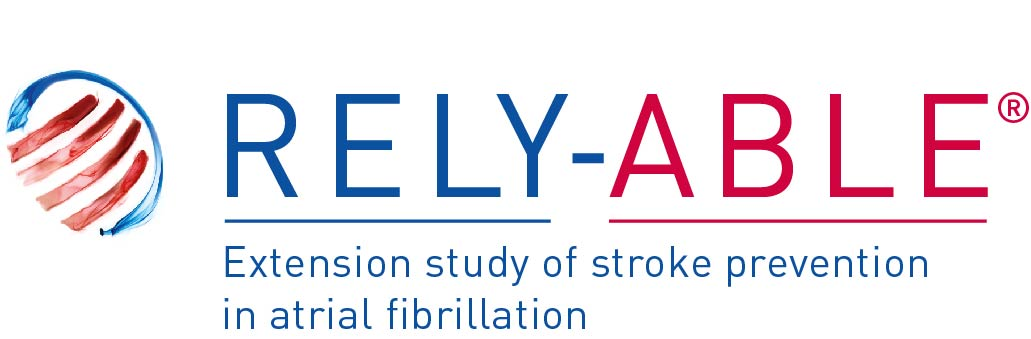 RELY-ABLE®
Extension study of stroke prevention
in atrial fibrillation